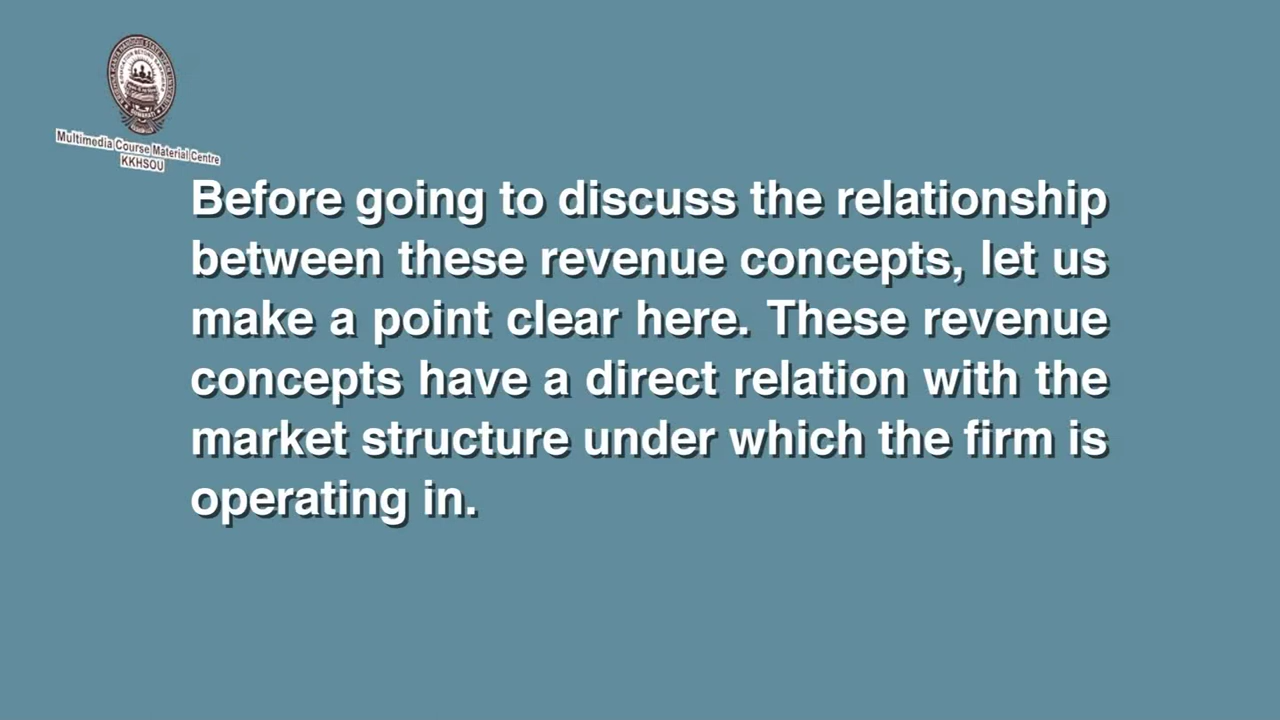 Multimedia Course Material Centre
KKHSOU
Before going to discuss the relationship
between these revenue concepts, let us
make a point clear here. These revenue
concepts have a direct relation with the
market structure under which the firm is
operating in.